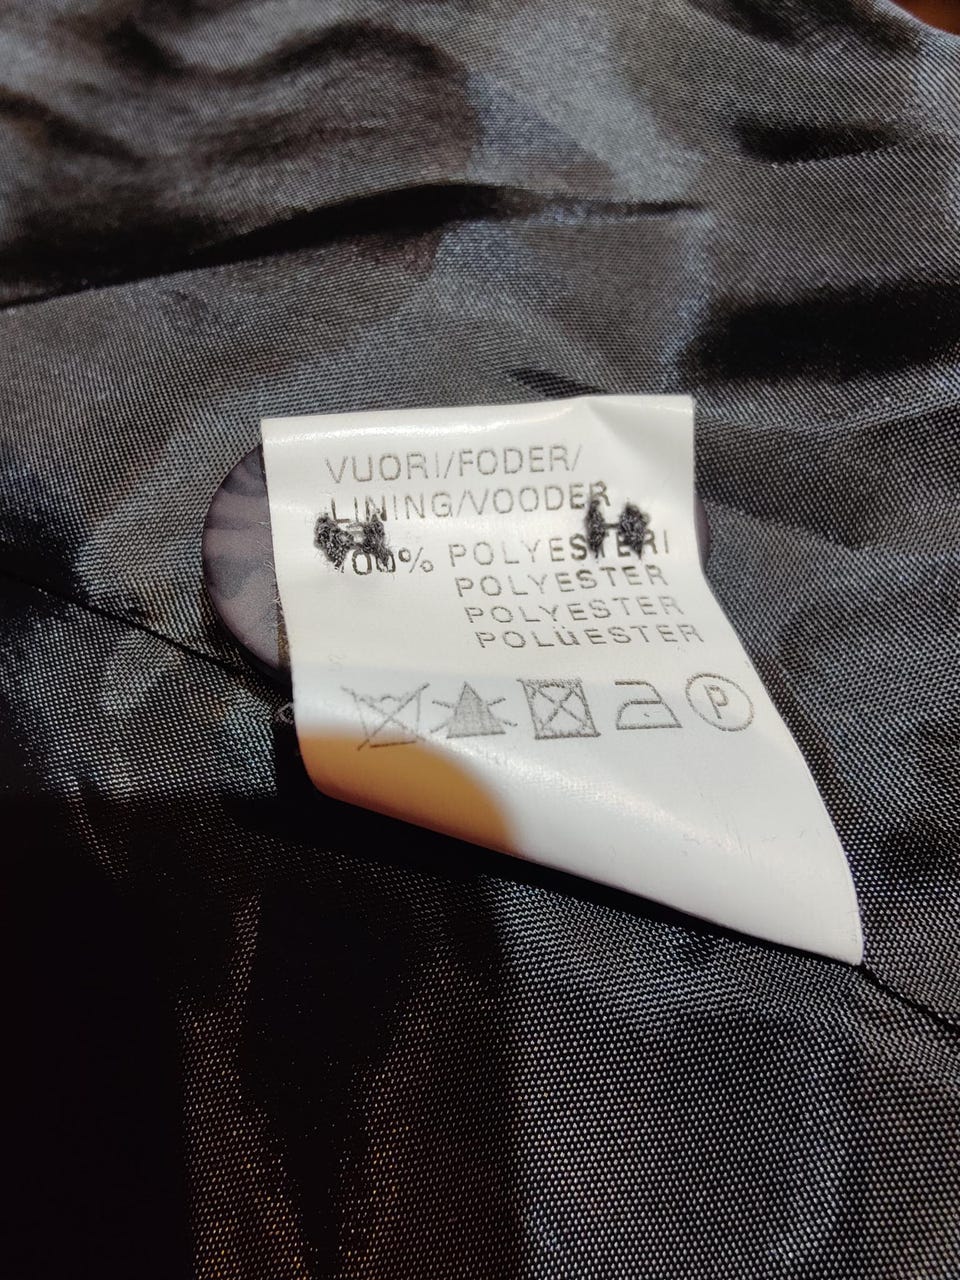 VUORI/FODER/
LINING/VOODER
100% POLYESTERI
POLYESTER
POLYESTER
POLÜESTER
P